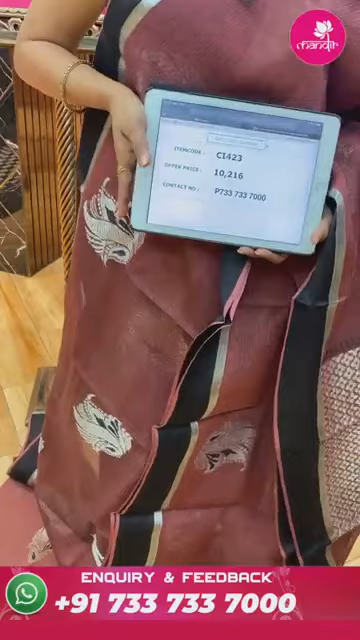 mandir
ITEMCODE : CI423
OFFER PRICE : 10,216
CONTACT NO : P733 733 7000
ENQUIRY & FEEDBACK
+91 733 733 7000